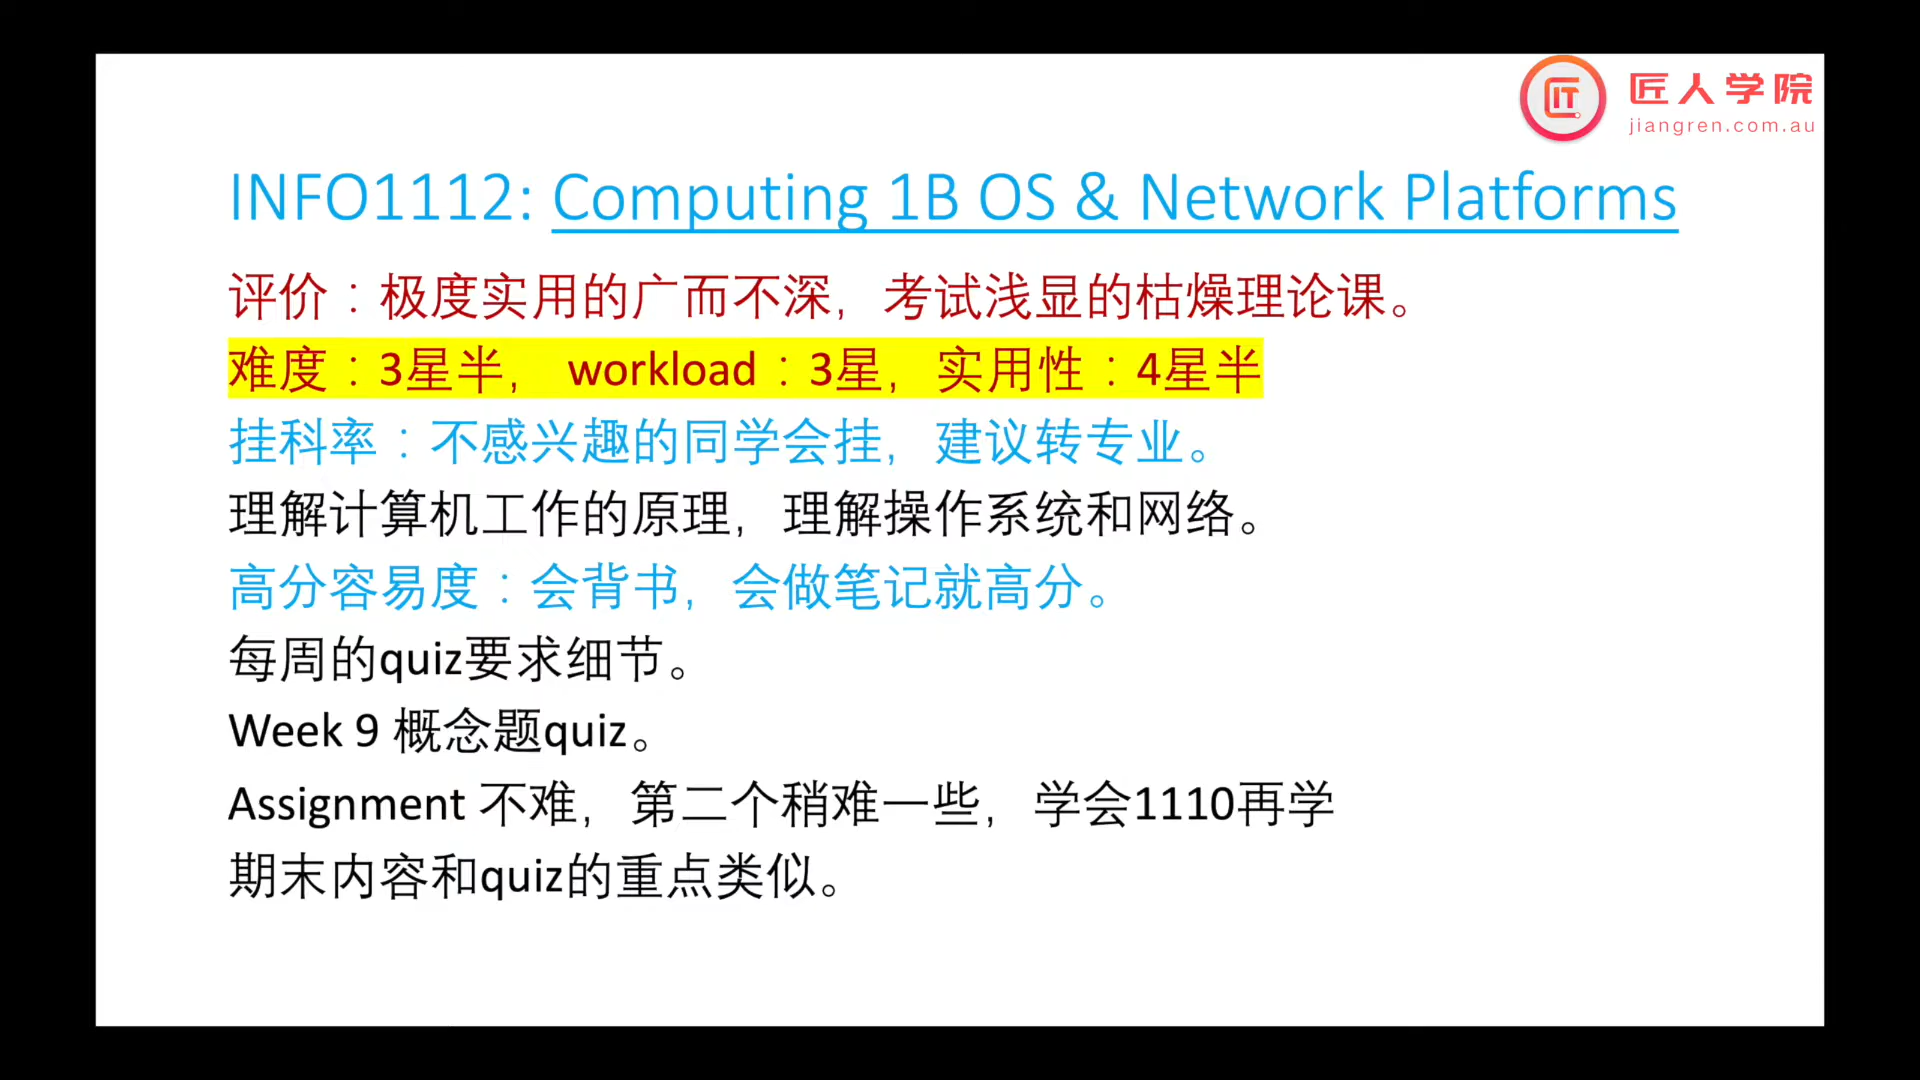 匠人学院
jiangren.com.au
INFO1112: Computing 1B OS & Network Platforms
评价：极度实用的广而不深，考试浅显的枯燥理论课。
难度：3星半， workload：3星，实用性：4星半
挂科率：不感兴趣的同学会挂，建议转专业。
理解计算机工作的原理，理解操作系统和网络。
高分容易度：会背书，会做笔记就高分。
每周的quiz要求细节。
Week 9 概念题quiz。
Assignment 不难，第二个稍难一些，学会1110再学
期末内容和quiz的重点类似。